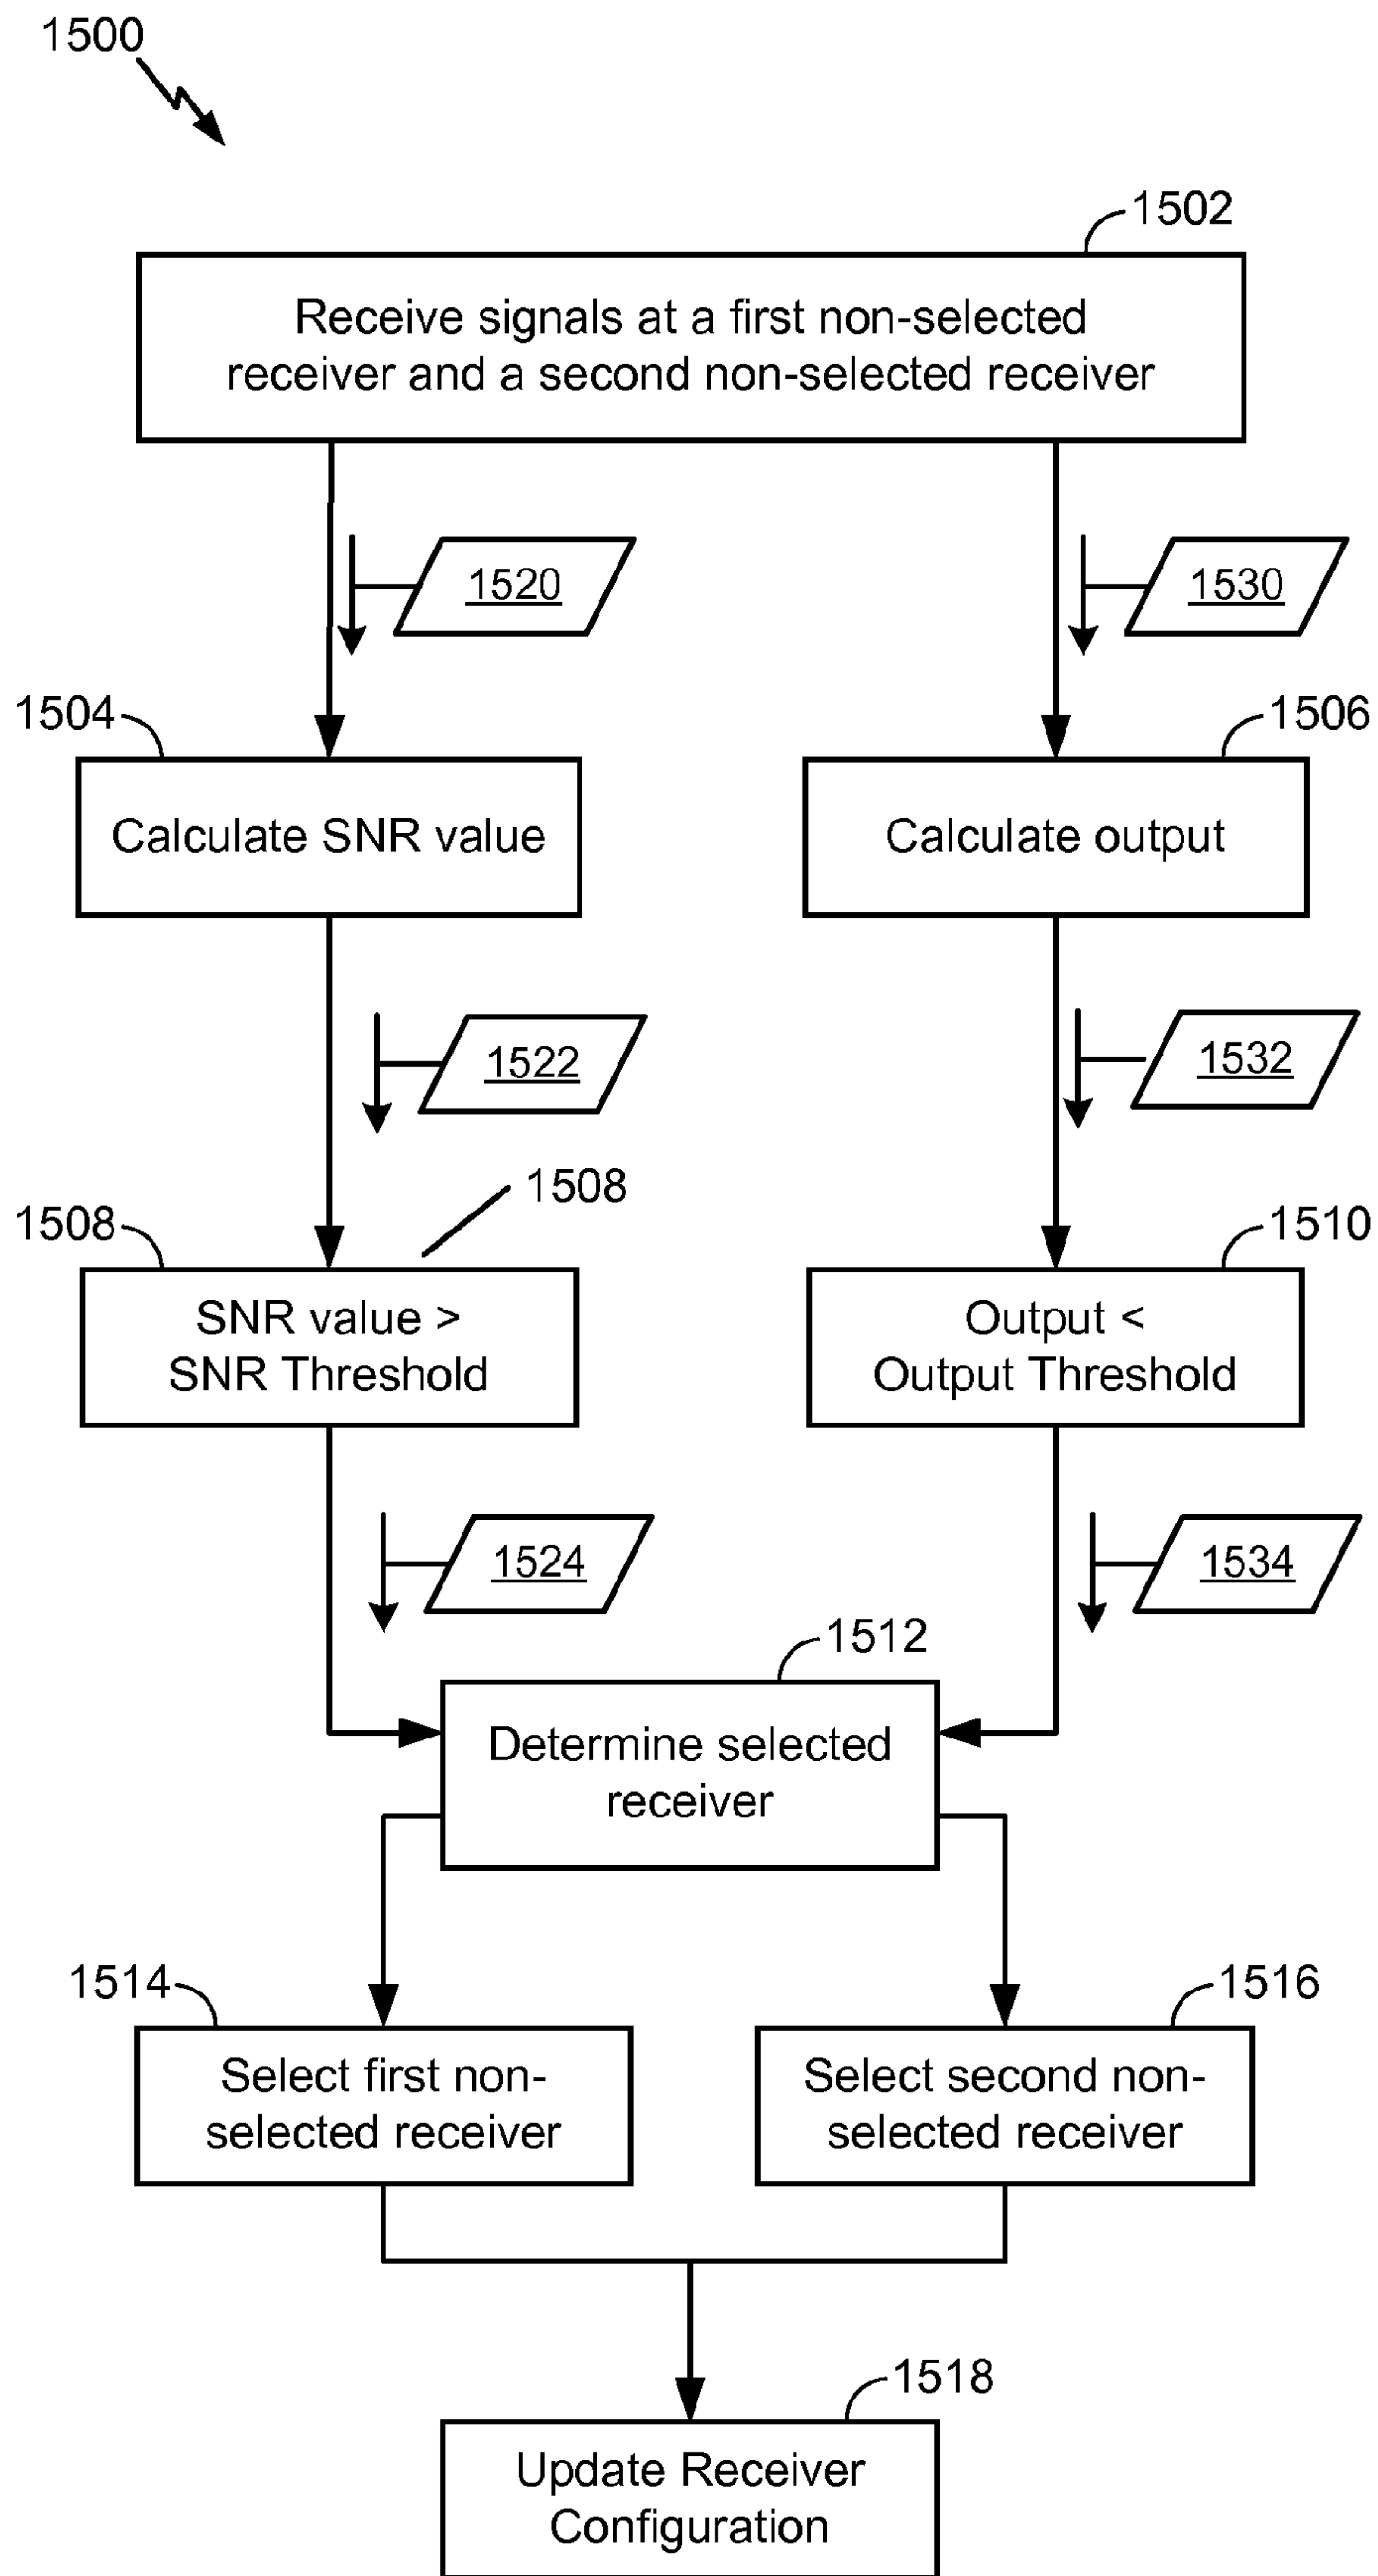 1500
1502
Receive signals at a first non-selected
receiver and a second non-selected receiver
1520
1530
1504
1506
Calculate SNR value
Calculate output
1522
1532
1508
1508
1510
SNR value >
SNR Threshold
Output <
Output Threshold
1524
1534
1512
Determine selected
receiver
1514
1516
Select first non-
selected receiver
Select second non-
selected receiver
1518
Update Receiver
Configuration